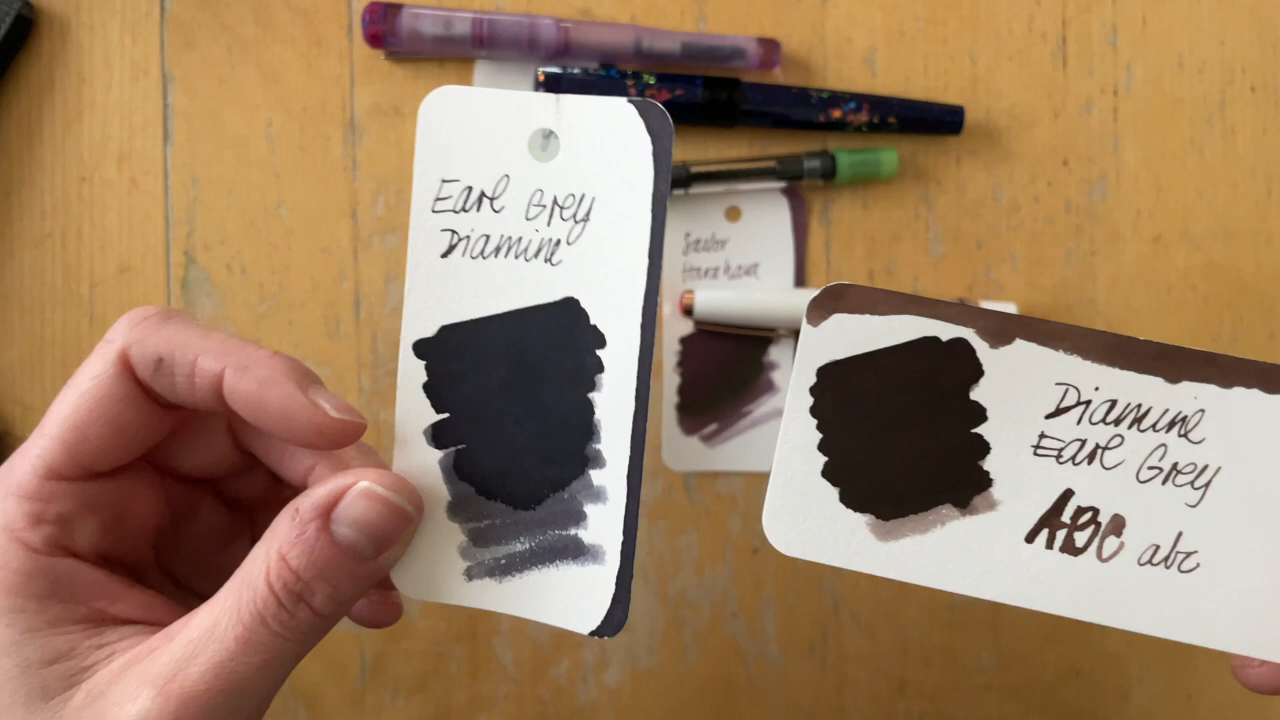 Earl Grey
Diamine
Sailor
Diamine
Earl Grey
ABC abc